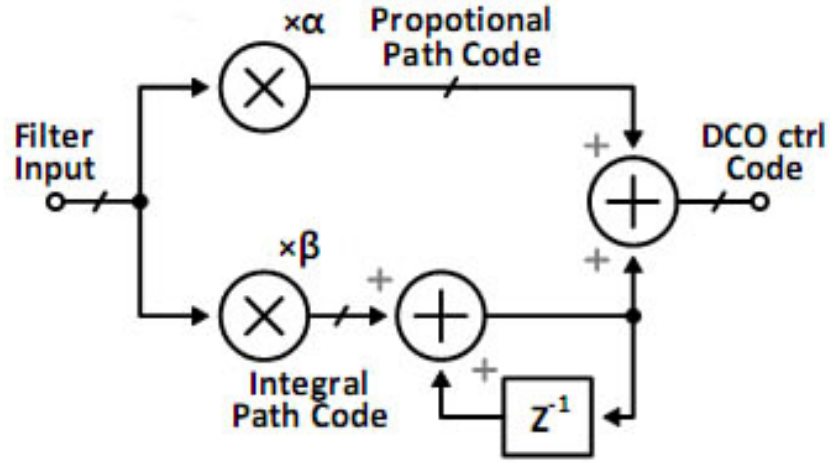 ×α
Propotional
Path Code
Filter
Input
+
DCO ctrl
Code
×β
+
+
+
Integral
Path Code
Z⁻¹